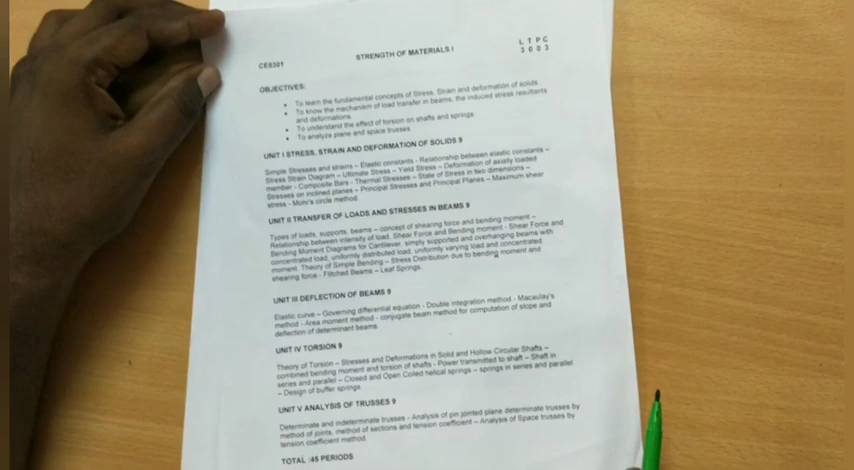 CE8301
STRENGTH OF MATERIALS I
L T P C
3 0 0 3
OBJECTIVES:
• To learn the fundamental concepts of Stress, Strain and deformation of solids.
• To know the mechanism of load transfer in beams, the induced stress resultants
and deformations.
• To understand the effect of torsion on shafts and springs
• To analyze plane and space trusses
UNIT I STRESS, STRAIN AND DEFORMATION OF SOLIDS 9
Simple Stresses and strains – Elastic constants - Relationship between elastic constants –
Stress Strain Diagram – Ultimate Stress – Yield Stress – Deformation of axially loaded
member - Composite Bars - Thermal Stresses – State of Stress in two dimensions –
Stresses on inclined planes – Principal Stresses and Principal Planes – Maximum shear
stress - Mohr's circle method.
UNIT II TRANSFER OF LOADS AND STRESSES IN BEAMS 9
Types of loads, supports, beams – concept of shearing force and bending moment –
Relationship between intensity of load, Shear Force and Bending moment - Shear Force and
Bending Moment Diagrams for Cantilever, simply supported and overhanging beams with
concentrated load, uniformly distributed load, uniformly varying load and concentrated
moment. Theory of Simple Bending – Stress Distribution due to bending moment and
shearing force - Flitched Beams – Leaf Springs.
UNIT III DEFLECTION OF BEAMS 9
Elastic curve – Governing differential equation - Double integration method - Macaulay's
method - Area moment method - conjugate beam method for computation of slope and
deflection of determinant beams.
UNIT IV TORSION 9
Theory of Torsion – Stresses and Deformations in Solid and Hollow Circular Shafts –
combined bending moment and torsion of shafts - Power transmitted to shaft – Shaft in
series and parallel – Closed and Open Coiled helical springs – springs in series and parallel
– Design of buffer springs.
UNIT V ANALYSIS OF TRUSSES 9
Determinate and indeterminate trusses - Analysis of pin jointed plane determinate trusses by
method of joints, method of sections and tension coefficient – Analysis of Space trusses by
tension coefficient method.
TOTAL :45 PERIODS